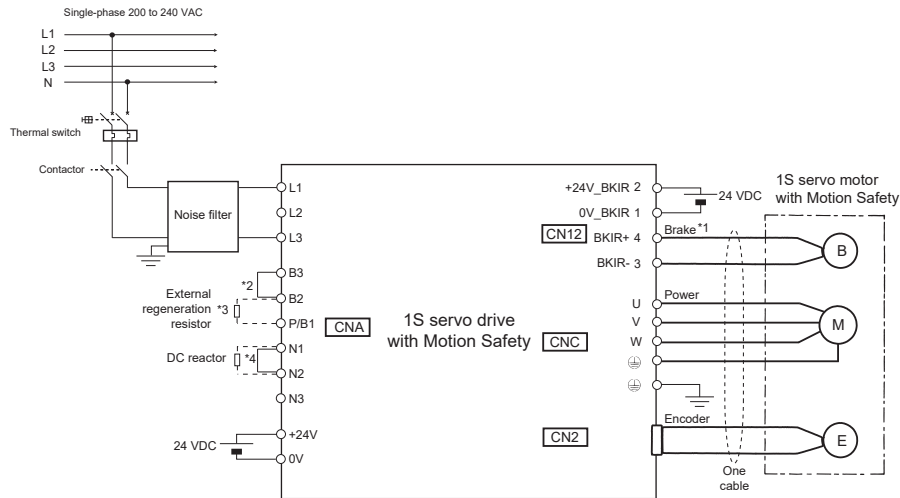 Single-phase 200 to 240 VAC
L1
L2
L3
N
Thermal switch
Contactor
Noise filter
L1
L2
L3
B3
*2
B2
External
regeneration
resistor
*3
P/B1
CNA
N1
DC reactor
*4
N2
N3
+24V
24 VDC
0V
1S servo drive
with Motion Safety
+24V_BKIR 2
24 VDC
0V_BKIR 1
CN12
BKIR+ 4
Brake*1
BKIR- 3
U
Power
V
CNC
W
Encoder
CN2
One
cable
1S servo motor
with Motion Safety
B
M
E